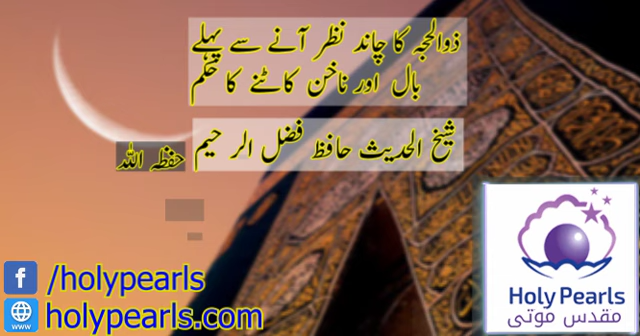 ذوالحجہ کا چاند نظر آنے سے پہلے
بال اور ناخن کاٹنے کا حکم
شیخ الحدیث حافظ فضل الرحیم حفظہ اللہ
f /holypearls
www holypearls.com
Holy Pearls
مقدس موتی